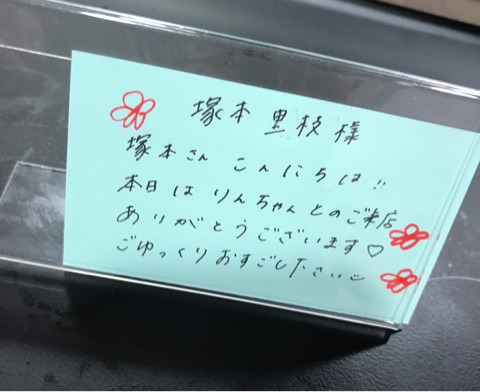 塚本 里枝 様
塚本さん こんにちは!!
本日は りんちゃんとのご来店
ありがとうございます♡
ごゆっくりおすごしください